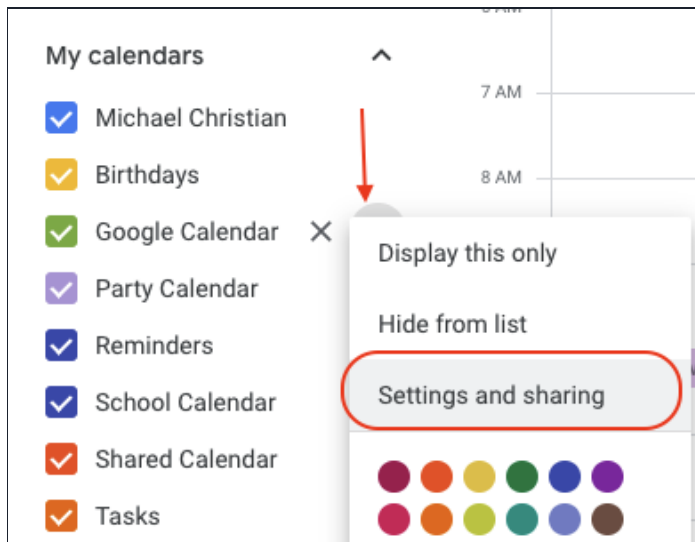 My calendars
Michael Christian
Birthdays
Google Calendar
Party Calendar
Reminders
School Calendar
Shared Calendar
Tasks
7 AM
8 AM
Display this only
Hide from list
Settings and sharing